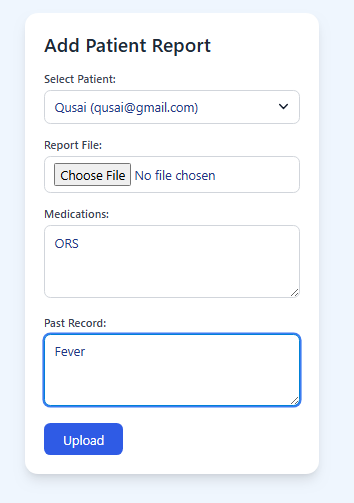 Add Patient Report
Select Patient:
Qusai (qusai@gmail.com)
Report File:
Choose File No file chosen
Medications:
ORS
Past Record:
Fever
Upload